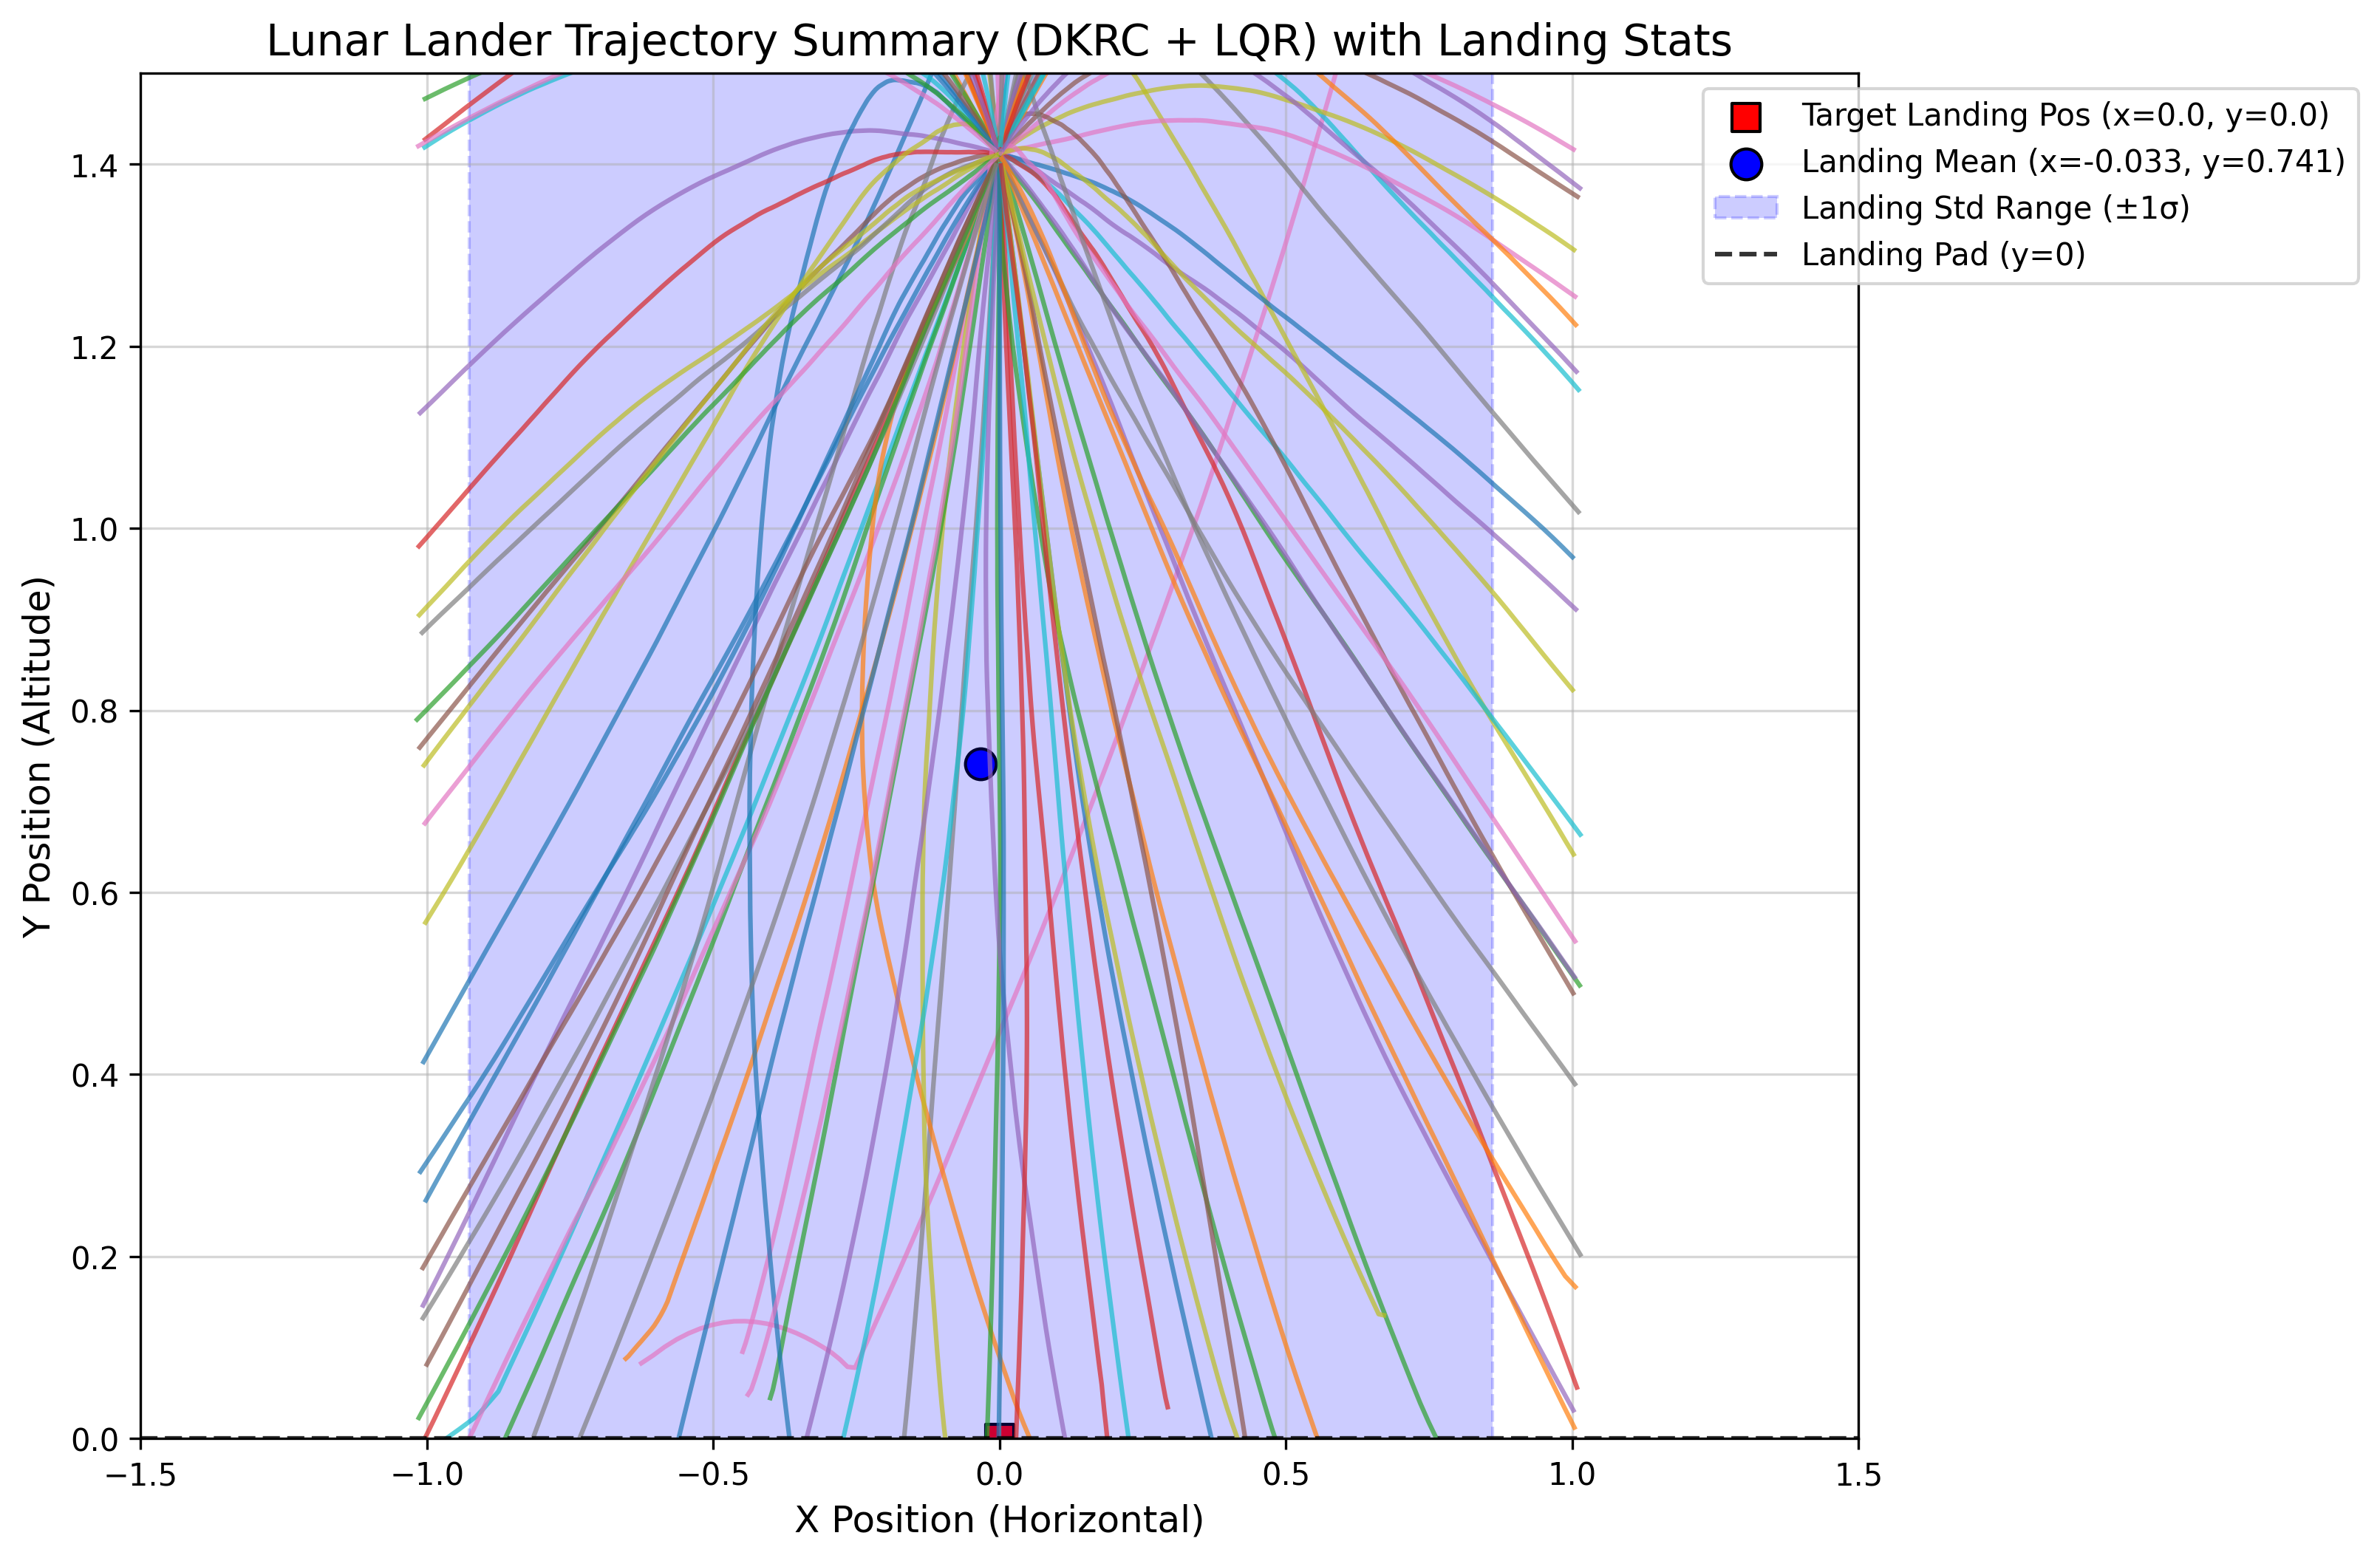 Lunar Lander Trajectory Summary (DKRC + LQR) with Landing Stats
Target Landing Pos (x=0.0, y=0.0)
Landing Mean (x=-0.033, y=0.741)
Landing Std Range (±1σ)
Landing Pad (y=0)
Y Position (Altitude)
1.4
1.2
1.0
0.8
0.6
0.4
0.2
0.0
−1.5 −1.0 −0.5 0.0 0.5 1.0 1.5
X Position (Horizontal)